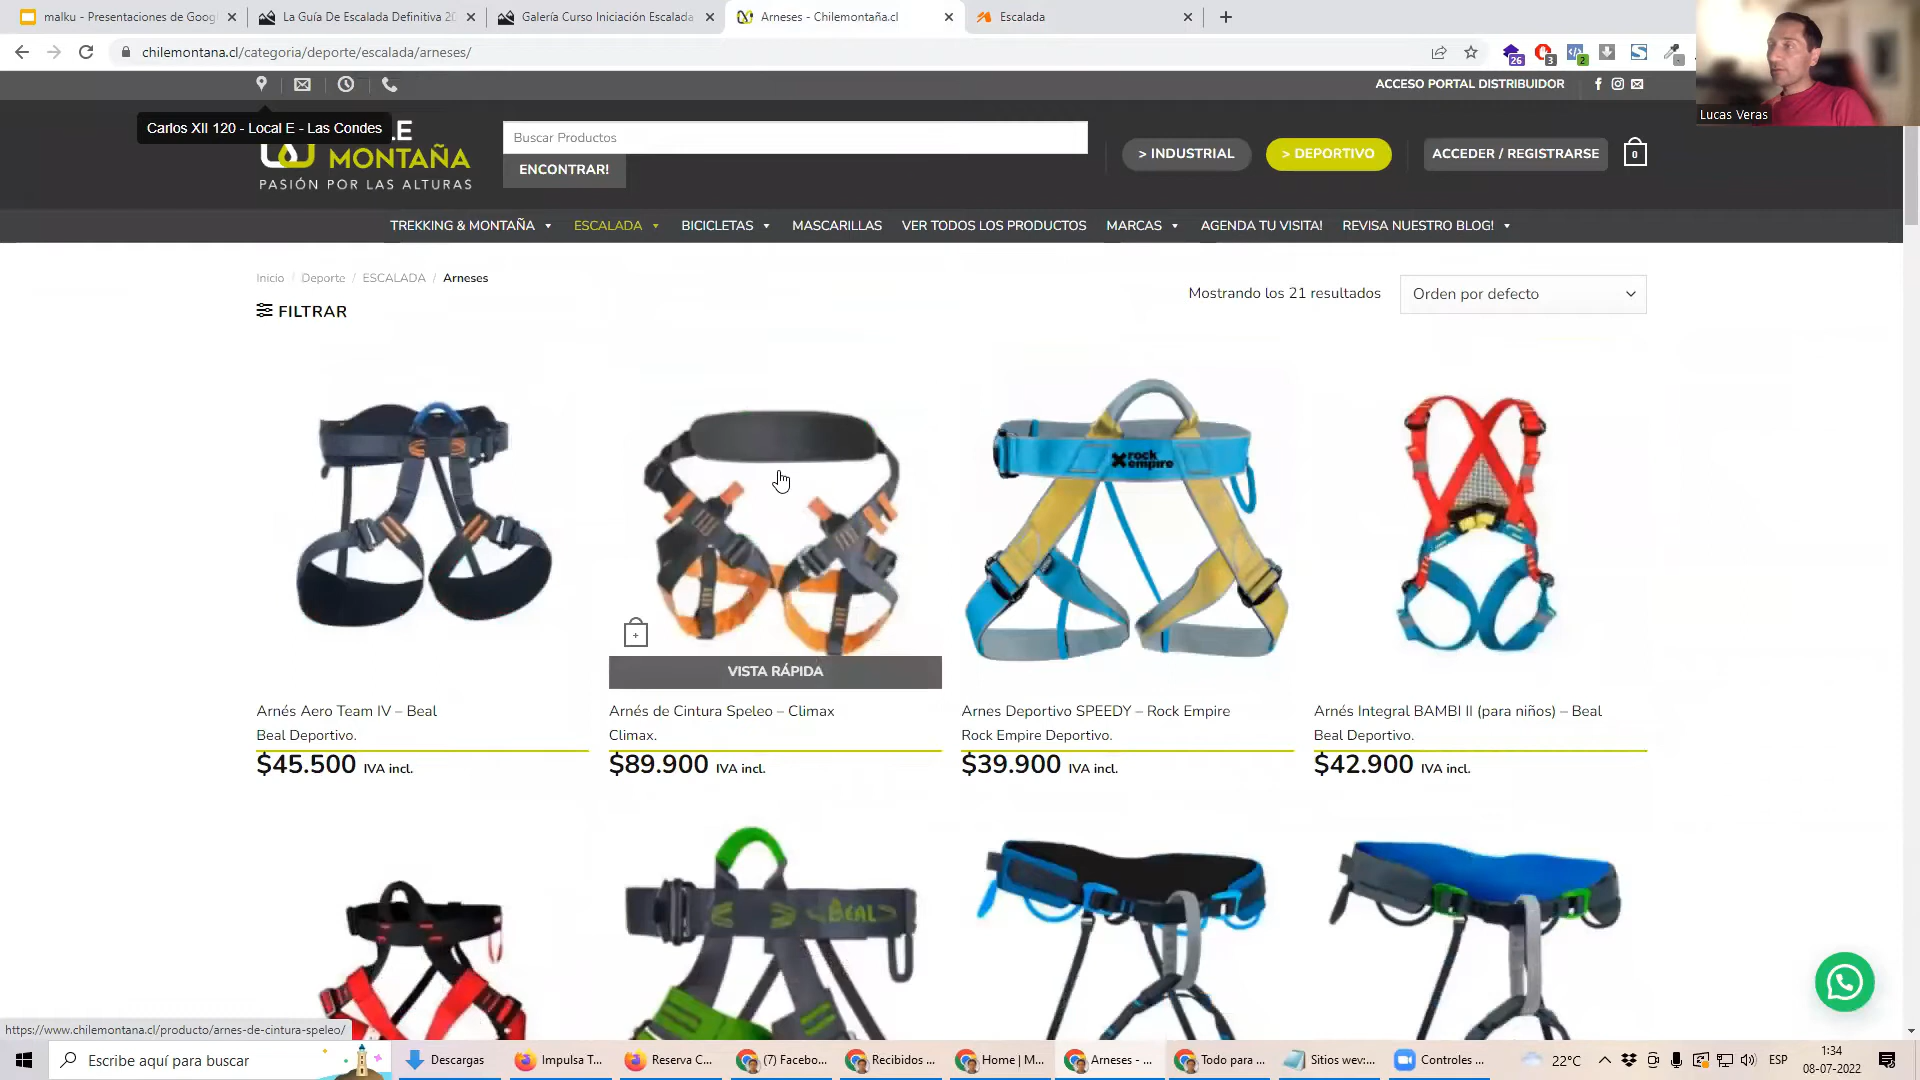 malku - Presentaciones de Goog
La Guía De Escalada Definitiva 20
Galería Curso Iniciación Escalada
Arneses - Chilemontaña.cl
Escalada
chilemontana.cl/categoria/deporte/escalada/arneses/
26
3
2
Lucas Veras
ACCESO PORTAL DISTRIBUIDOR
Carlos XII 120 - Local E - Las Condes
LE
MONTAÑA
PASIÓN POR LAS ALTURAS
Buscar Productos
ENCONTRAR!
> INDUSTRIAL
> DEPORTIVO
ACCEDER / REGISTRARSE
0
TREKKING & MONTAÑA
ESCALADA
BICICLETAS
MASCARILLAS
VER TODOS LOS PRODUCTOS
MARCAS
AGENDA TU VISITA!
REVISA NUESTRO BLOG!
Inicio / Deporte / ESCALADA / Arneses
FILTRAR
Mostrando los 21 resultados
Orden por defecto
rock
empire
VISTA RÁPIDA
Arnés Aero Team IV – Beal
Beal Deportivo.
$45.500 IVA incl.
Arnés de Cintura Speleo – Climax
Climax.
$89.900 IVA incl.
Arnes Deportivo SPEEDY – Rock Empire
Rock Empire Deportivo.
$39.900 IVA incl.
Arnés Integral BAMBI II (para niños) – Beal
Beal Deportivo.
$42.900 IVA incl.
BEAL
https://www.chilemontana.cl/producto/arnes-de-cintura-speleo/
Escribe aquí para buscar
Descargas
Impulsa T...
Reserva C...
(7) Facebo...
Recibidos ...
Home | M...
Arneses - ...
Todo para ...
Sitios wev:...
Controles ...
22°C
ESP
1:34
08-07-2022